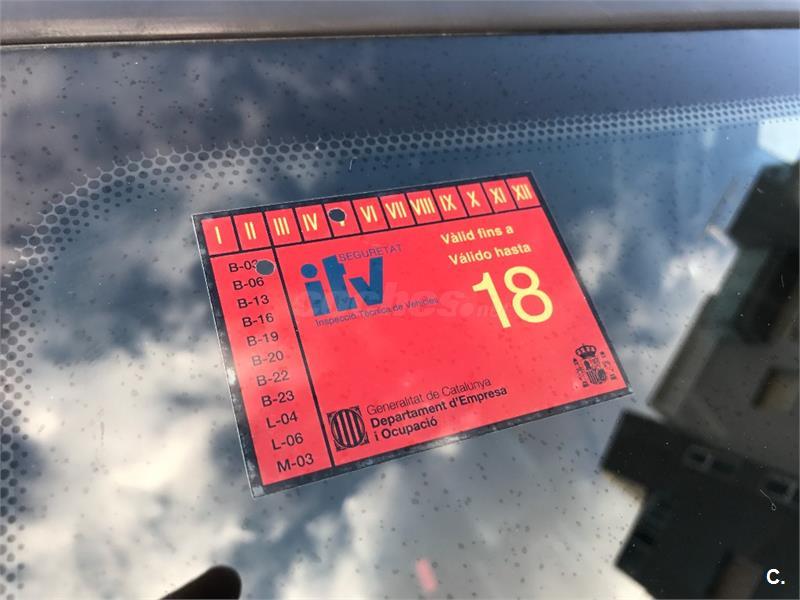 I II III IV VI VII VIII IX X XI XII
SEGURETAT
itv
Inspecció Tècnica de Vehicles
Vàlid fins a
Válido hasta
18
B-03
B-06
B-13
B-16
B-19
B-20
B-22
B-23
L-04
L-06
M-03
Generalitat de Catalunya
Departament d'Empresa
i Ocupació
C.